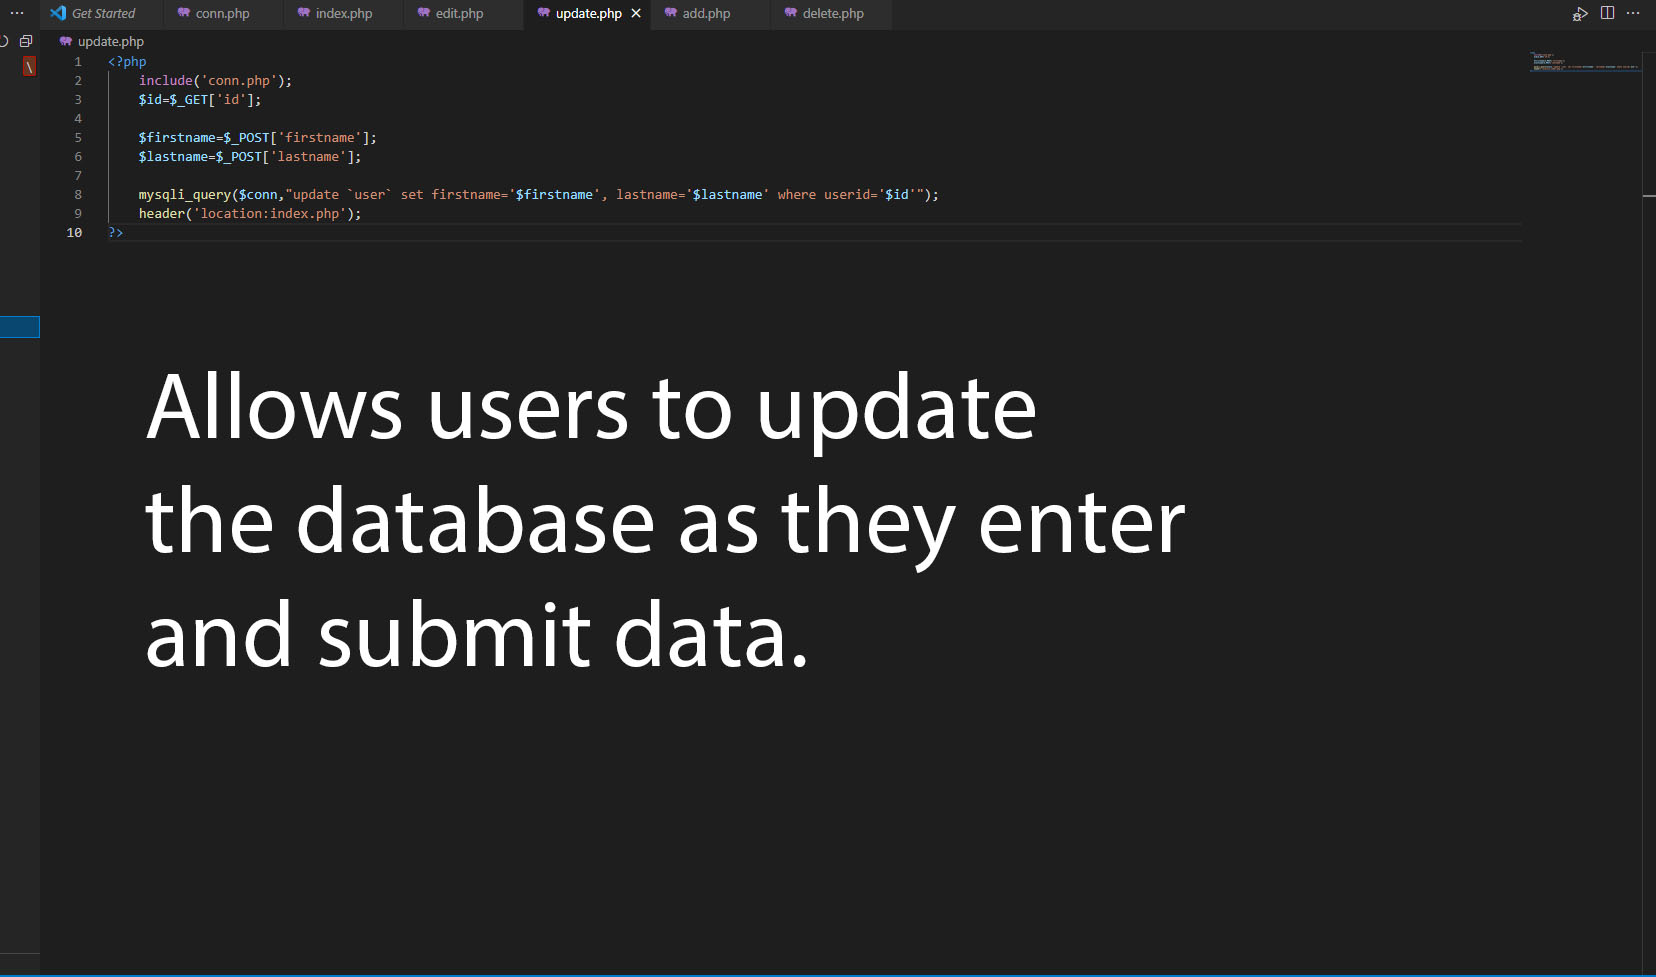 Get Started conn.php index.php edit.php update.php add.php delete.php
update.php
1 <?php
2 include('conn.php');
3 $id=$_GET['id'];
4
5 $firstname=$_POST['firstname'];
6 $lastname=$_POST['lastname'];
7
8 mysqli_query($conn,"update `user` set firstname='$firstname', lastname='$lastname' where userid='$id'");
9 header('location:index.php');
10 ?>
Allows users to update
the database as they enter
and submit data.